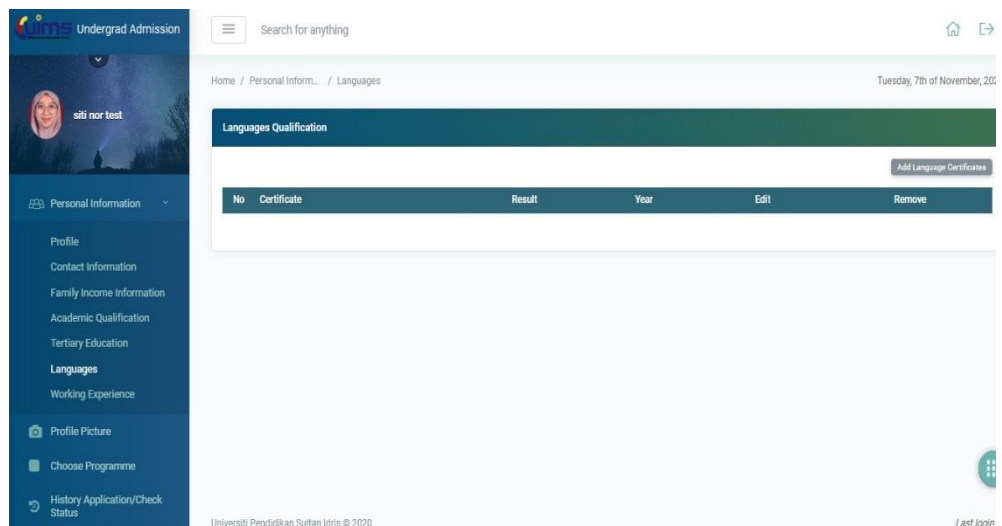 UIMS Undergrad Admission
Search for anything
siti nor test
Home / Personal Inform... / Languages
Tuesday, 7th of November, 202
Languages Qualification
Add Language Certificates
No Certificate Result Year Edit Remove
Personal Information
Profile
Contact Information
Family Income Information
Academic Qualification
Tertiary Education
Languages
Working Experience
Profile Picture
Choose Programme
History Application/Check
Status
Universiti Pendidikan Sultan Idris © 2020
Last login